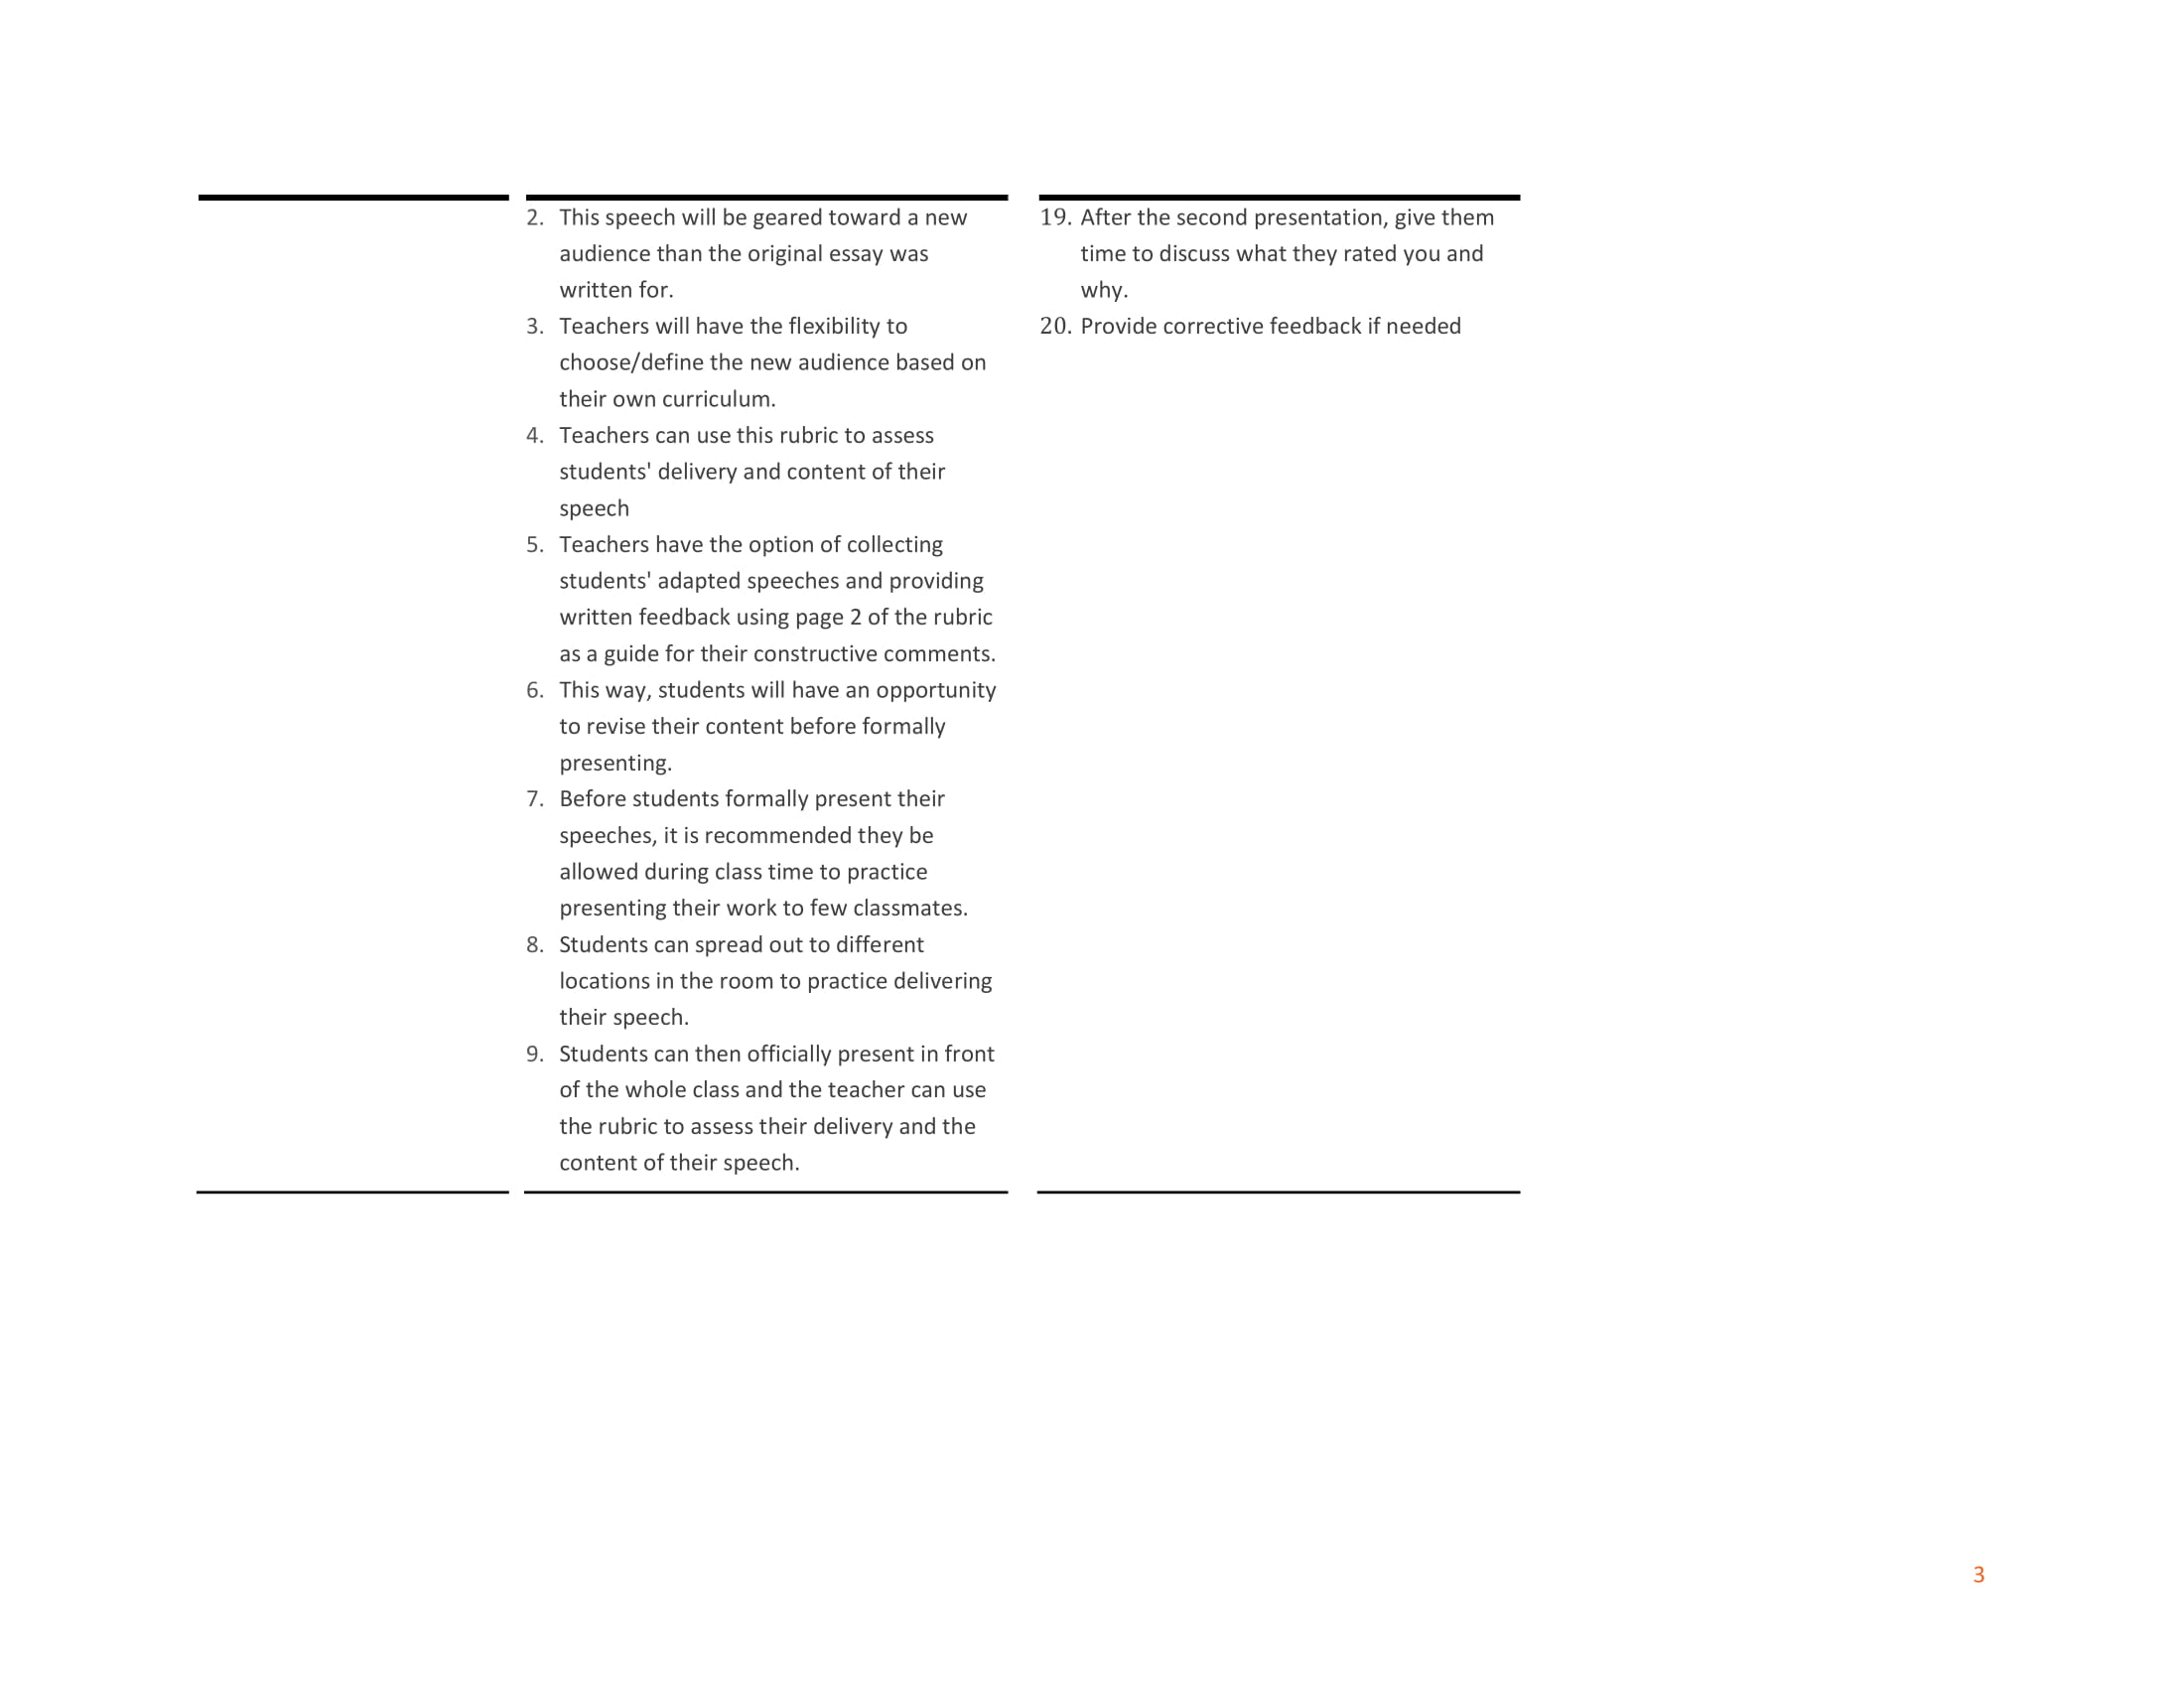 2. This speech will be geared toward a new
audience than the original essay was
written for.
3. Teachers will have the flexibility to
choose/define the new audience based on
their own curriculum.
4. Teachers can use this rubric to assess
students' delivery and content of their
speech
5. Teachers have the option of collecting
students' adapted speeches and providing
written feedback using page 2 of the rubric
as a guide for their constructive comments.
6. This way, students will have an opportunity
to revise their content before formally
presenting.
7. Before students formally present their
speeches, it is recommended they be
allowed during class time to practice
presenting their work to few classmates.
8. Students can spread out to different
locations in the room to practice delivering
their speech.
9. Students can then officially present in front
of the whole class and the teacher can use
the rubric to assess their delivery and the
content of their speech.
19. After the second presentation, give them
time to discuss what they rated you and
why.
20. Provide corrective feedback if needed
3